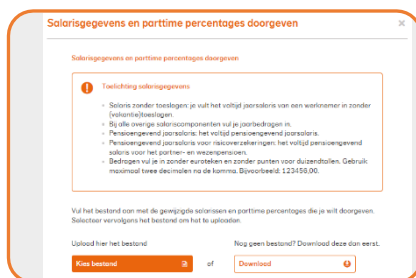 Salarisgegevens en parttime percentages doorgeven
Salarisgegevens en parttime percentages doorgeven
Toelichting salarisgegevens
- Salaris zonder toeslagen: je vult het voltijd jaarsalaris van een werknemer in zonder
(vakantie)toeslagen.
- Bij alle overige salariscomponenten vul je jaarbedragen in.
- Pensioengevend jaarsalaris: het voltijd pensioengevend jaarsalaris.
- Pensioengevend jaarsalaris voor risicoverzekeringen: het voltijd pensioengevend
salaris voor het partner- en wezenpensioen.
- Bedragen vul je in zonder euroteken en zonder punten voor duizendtallen. Gebruik
maximaal twee decimalen na de komma. Bijvoorbeeld: 123456,00.
Vul het bestand aan met de gewijzigde salarissen en parttime percentages die je wilt doorgeven.
Selecteer vervolgens het bestand om het te uploaden.
Upload hier het bestand
Nog geen bestand? Download deze dan eerst.
Kies bestand
of
Download